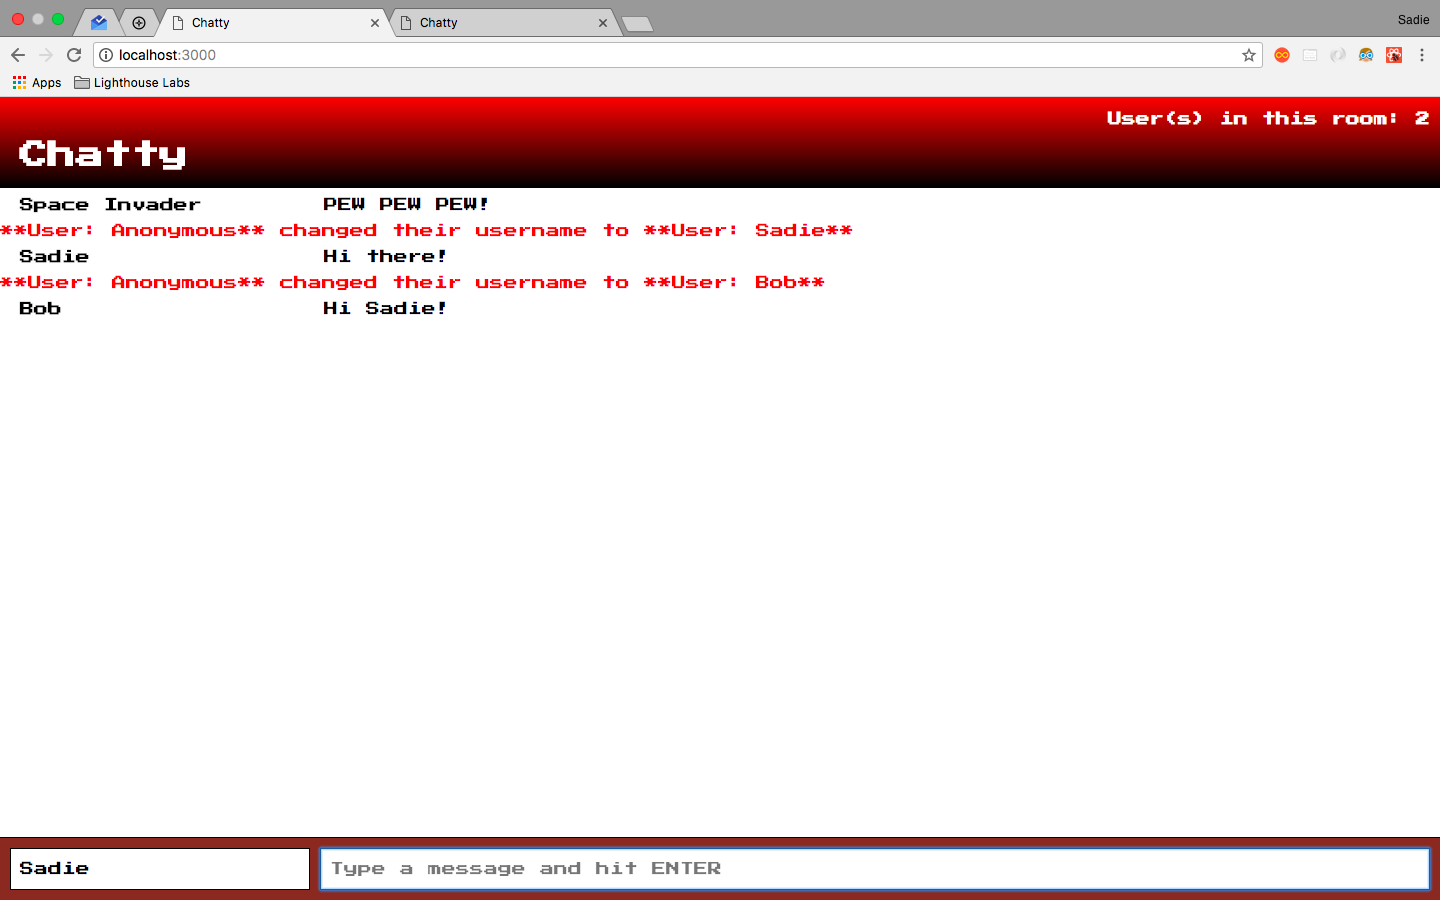 Chatty
Chatty
Sadie
localhost:3000
Apps
Lighthouse Labs
User(s) in this room: 2
Chatty
Space Invader PEW PEW PEW!
**User: Anonymous** changed their username to **User: Sadie**
Sadie Hi there!
**User: Anonymous** changed their username to **User: Bob**
Bob Hi Sadie!
Sadie
Type a message and hit ENTER